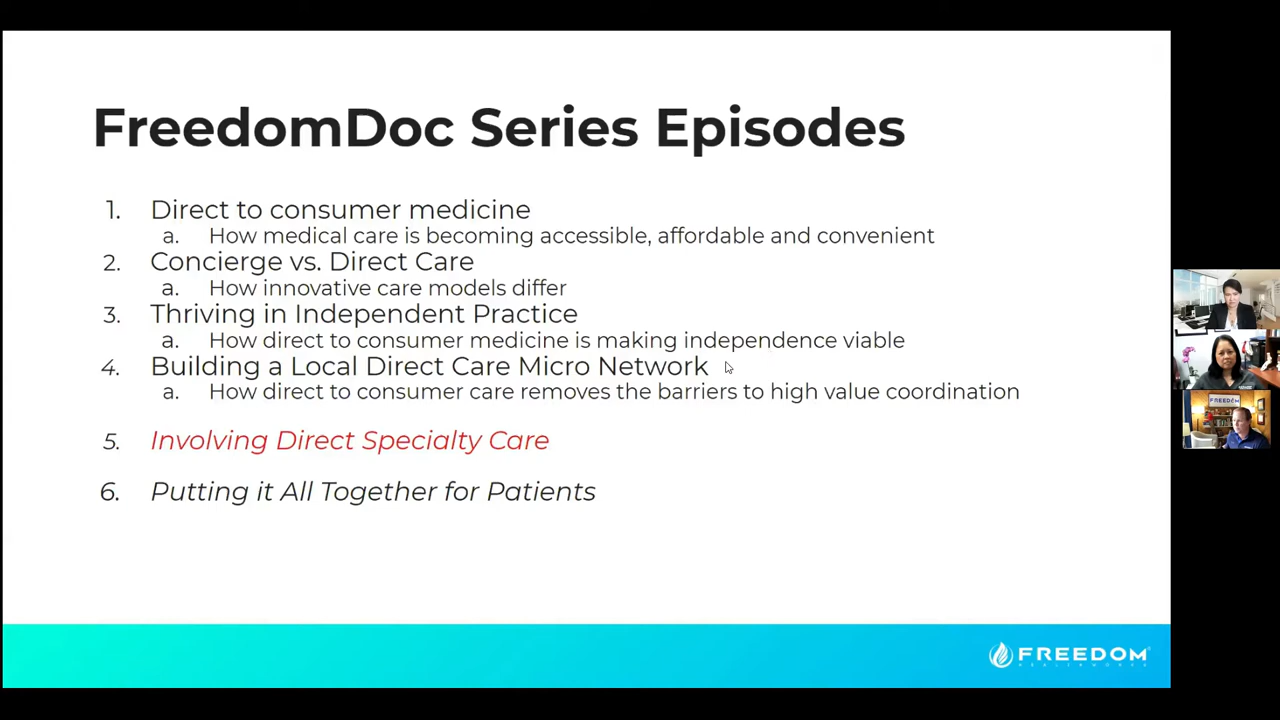 FreedomDoc Series Episodes
1. Direct to consumer medicine
a. How medical care is becoming accessible, affordable and convenient
2. Concierge vs. Direct Care
a. How innovative care models differ
3. Thriving in Independent Practice
a. How direct to consumer medicine is making independence viable
4. Building a Local Direct Care Micro Network
a. How direct to consumer care removes the barriers to high value coordination
5. Involving Direct Specialty Care
6. Putting it All Together for Patients
FREEDOM
HEALTHWORKS
FREEDOM